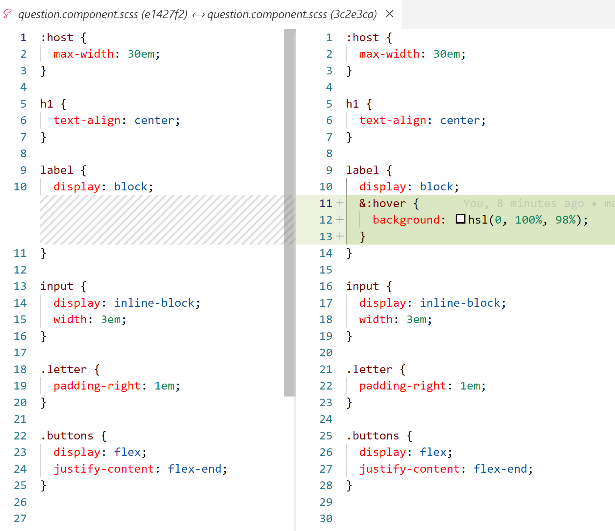 question.component.scss (e1427f2) ↔ question.component.scss (3c2e3ca) ×
1 :host {
2 max-width: 30em;
3 }
4
5 h1 {
6 text-align: center;
7 }
8
9 label {
10 display: block;
11 }
12
13 input {
14 display: inline-block;
15 width: 3em;
16 }
17
18 .letter {
19 padding-right: 1em;
20 }
21
22 .buttons {
23 display: flex;
24 justify-content: flex-end;
25 }
26
27
1 :host {
2 max-width: 30em;
3 }
4
5 h1 {
6 text-align: center;
7 }
8
9 label {
10 display: block;
11+ &:hover { You, 8 minutes ago • ma
12+ background: hsl(0, 100%, 98%);
13+ }
14 }
15
16 input {
17 display: inline-block;
18 width: 3em;
19 }
20
21 .letter {
22 padding-right: 1em;
23 }
24
25 .buttons {
26 display: flex;
27 justify-content: flex-end;
28 }
29
30